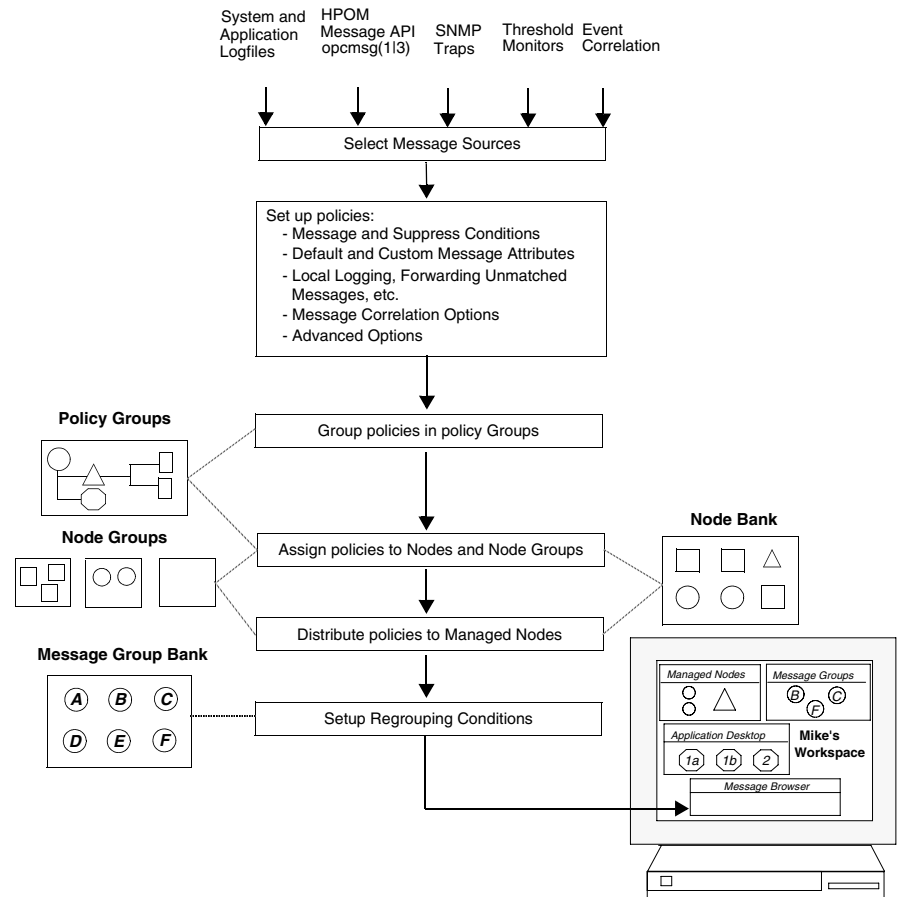 System and
Application
Logfiles
HPOM
Message API
opcmsg(1l3)
SNMP
Traps
Threshold
Monitors
Event
Correlation
Select Message Sources
Set up policies:
- Message and Suppress Conditions
- Default and Custom Message Attributes
- Local Logging, Forwarding Unmatched
Messages, etc.
- Message Correlation Options
- Advanced Options
Policy Groups
Group policies in policy Groups
Node Groups
Assign policies to Nodes and Node Groups
Node Bank
Distribute policies to Managed Nodes
Message Group Bank
A B C
D E F
Setup Regrouping Conditions
Managed Nodes
Message Groups
B C
F
Application Desktop
1a 1b 2
Mike's
Workspace
Message Browser